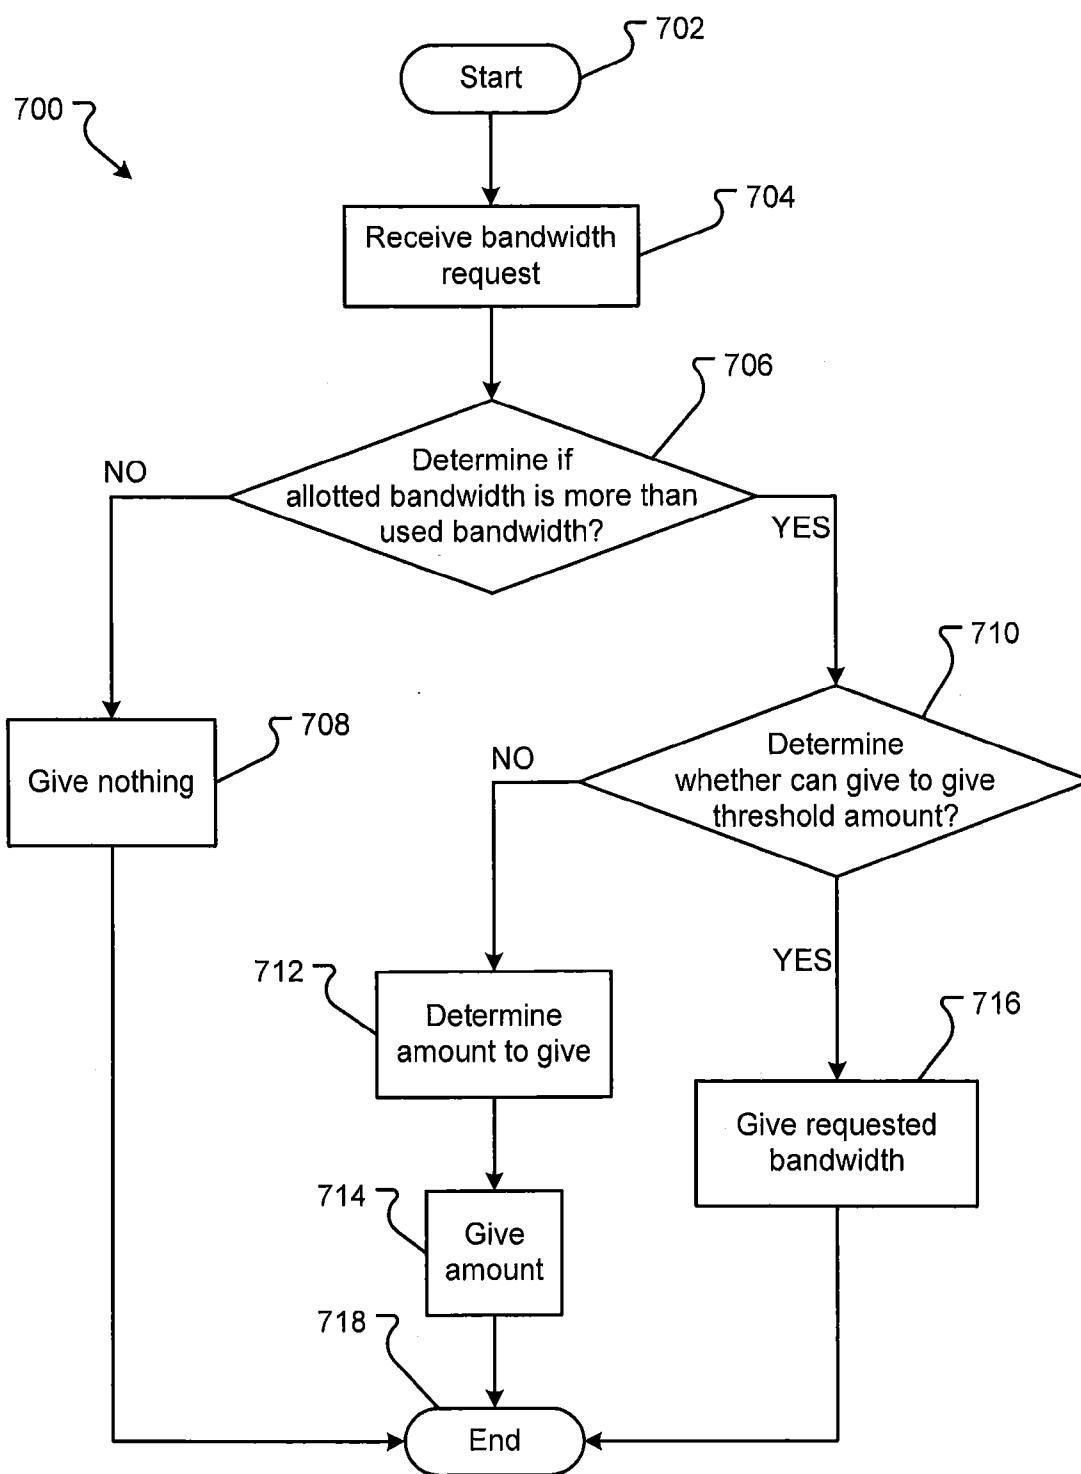 702
Start
700
704
Receive bandwidth
request
706
Determine if
allotted bandwidth is more than
used bandwidth?
NO
YES
710
708
Give nothing
Determine
whether can give to give
threshold amount?
NO
YES
712
Determine
amount to give
716
Give requested
bandwidth
714
Give
amount
718
End